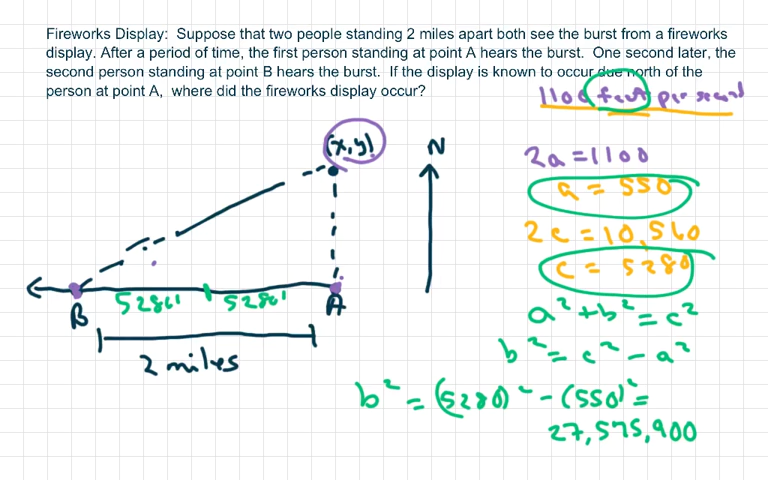 Fireworks Display: Suppose that two people standing 2 miles apart both see the burst from a fireworks
display. After a period of time, the first person standing at point A hears the burst. One second later, the
second person standing at point B hears the burst. If the display is known to occur due north of the
person at point A, where did the fireworks display occur?
1100 feet per second
(x,y)
N
2a = 1100
a = 550
2c = 10,560
c = 5280
B
5280'
5280'
A
2 miles
a² + b² = c²
b² = c² - a²
b² = (5280)² - (550)² =
27,575,900